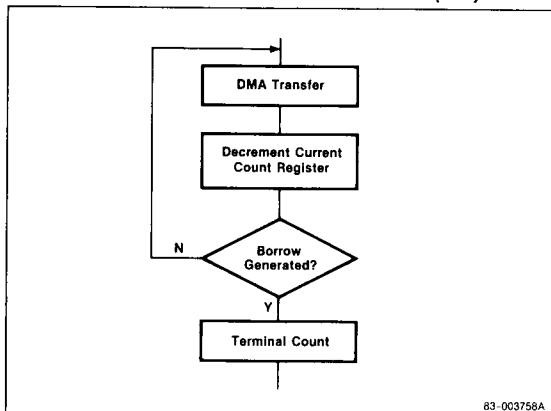 DMA Transfer
Decrement Current
Count Register
N
Borrow
Generated?
Y
Terminal Count
83-003758A